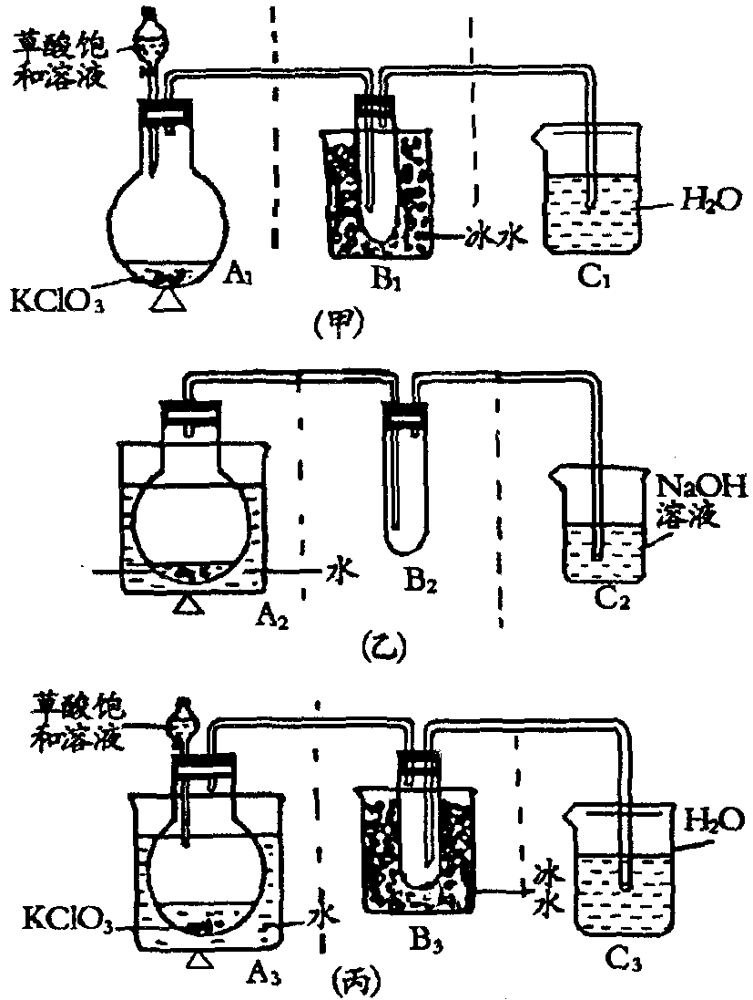 草酸饱
和溶液
H₂O
冰水
KClO₃
A₁
B₁
C₁
(甲)
NaOH
溶液
水
A₂
B₂
C₂
(乙)
草酸饱
和溶液
H₂O
KClO₃
水
冰
水
A₃
B₃
C₃
(丙)